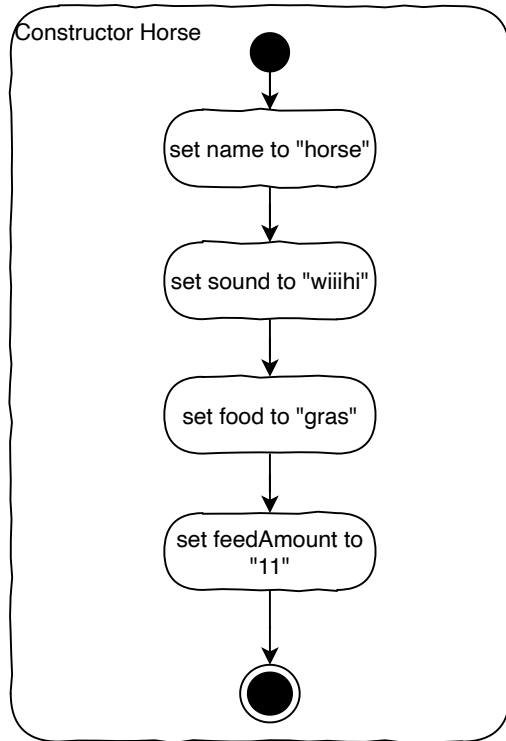 Constructor Horse
set name to "horse"
set sound to "wiiihi"
set food to "gras"
set feedAmount to
"11"